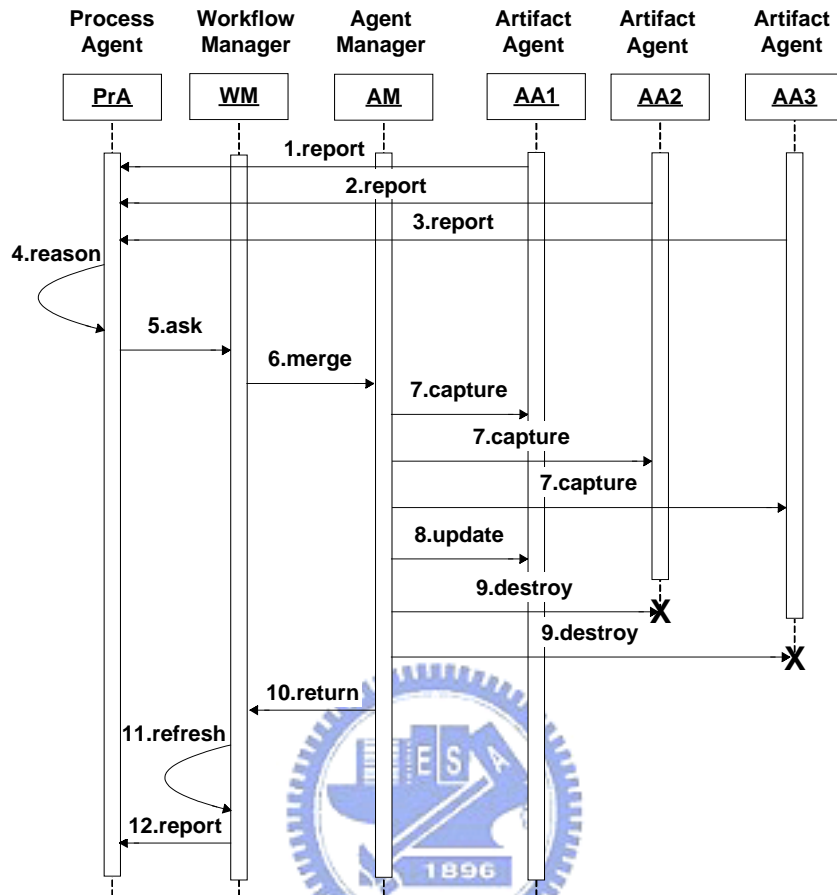 Process Agent
Workflow Manager
Agent Manager
Artifact Agent
Artifact Agent
Artifact Agent
PrA
WM
AM
AA1
AA2
AA3
1.report
2.report
3.report
4.reason
5.ask
6.merge
7.capture
7.capture
7.capture
8.update
9.destroy
X
9.destroy
X
10.return
11.refresh
12.report
E S A
1896